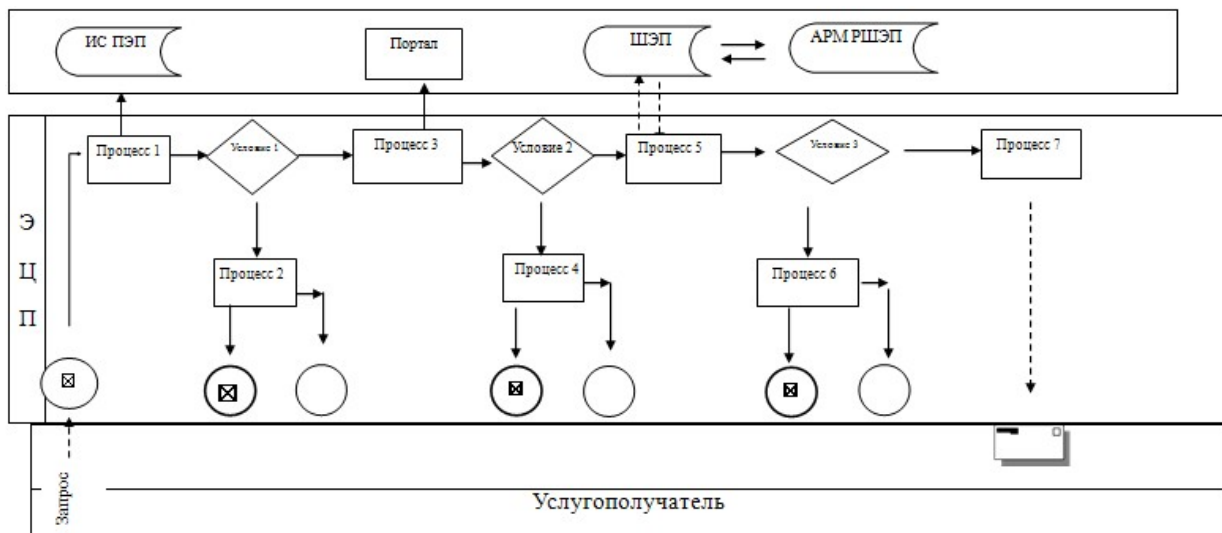 ИС ПЭП
Портал
ШЭП
АРМ РШЭП
Процесс 1
Условие 1
Процесс 3
Условие 2
Процесс 5
Условие 3
Процесс 7
Э
Ц
П
Процесс 2
Процесс 4
Процесс 6
Запрос
Услугополучатель